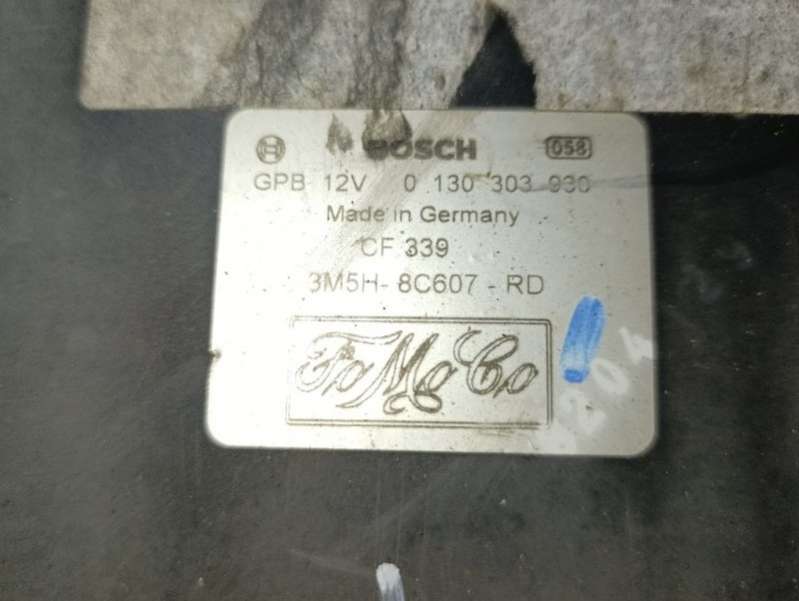 BOSCH 058
GPB 12V 0 130 303 930
Made in Germany
CF 339
3M5H- 8C607 - RD
FoMoCo